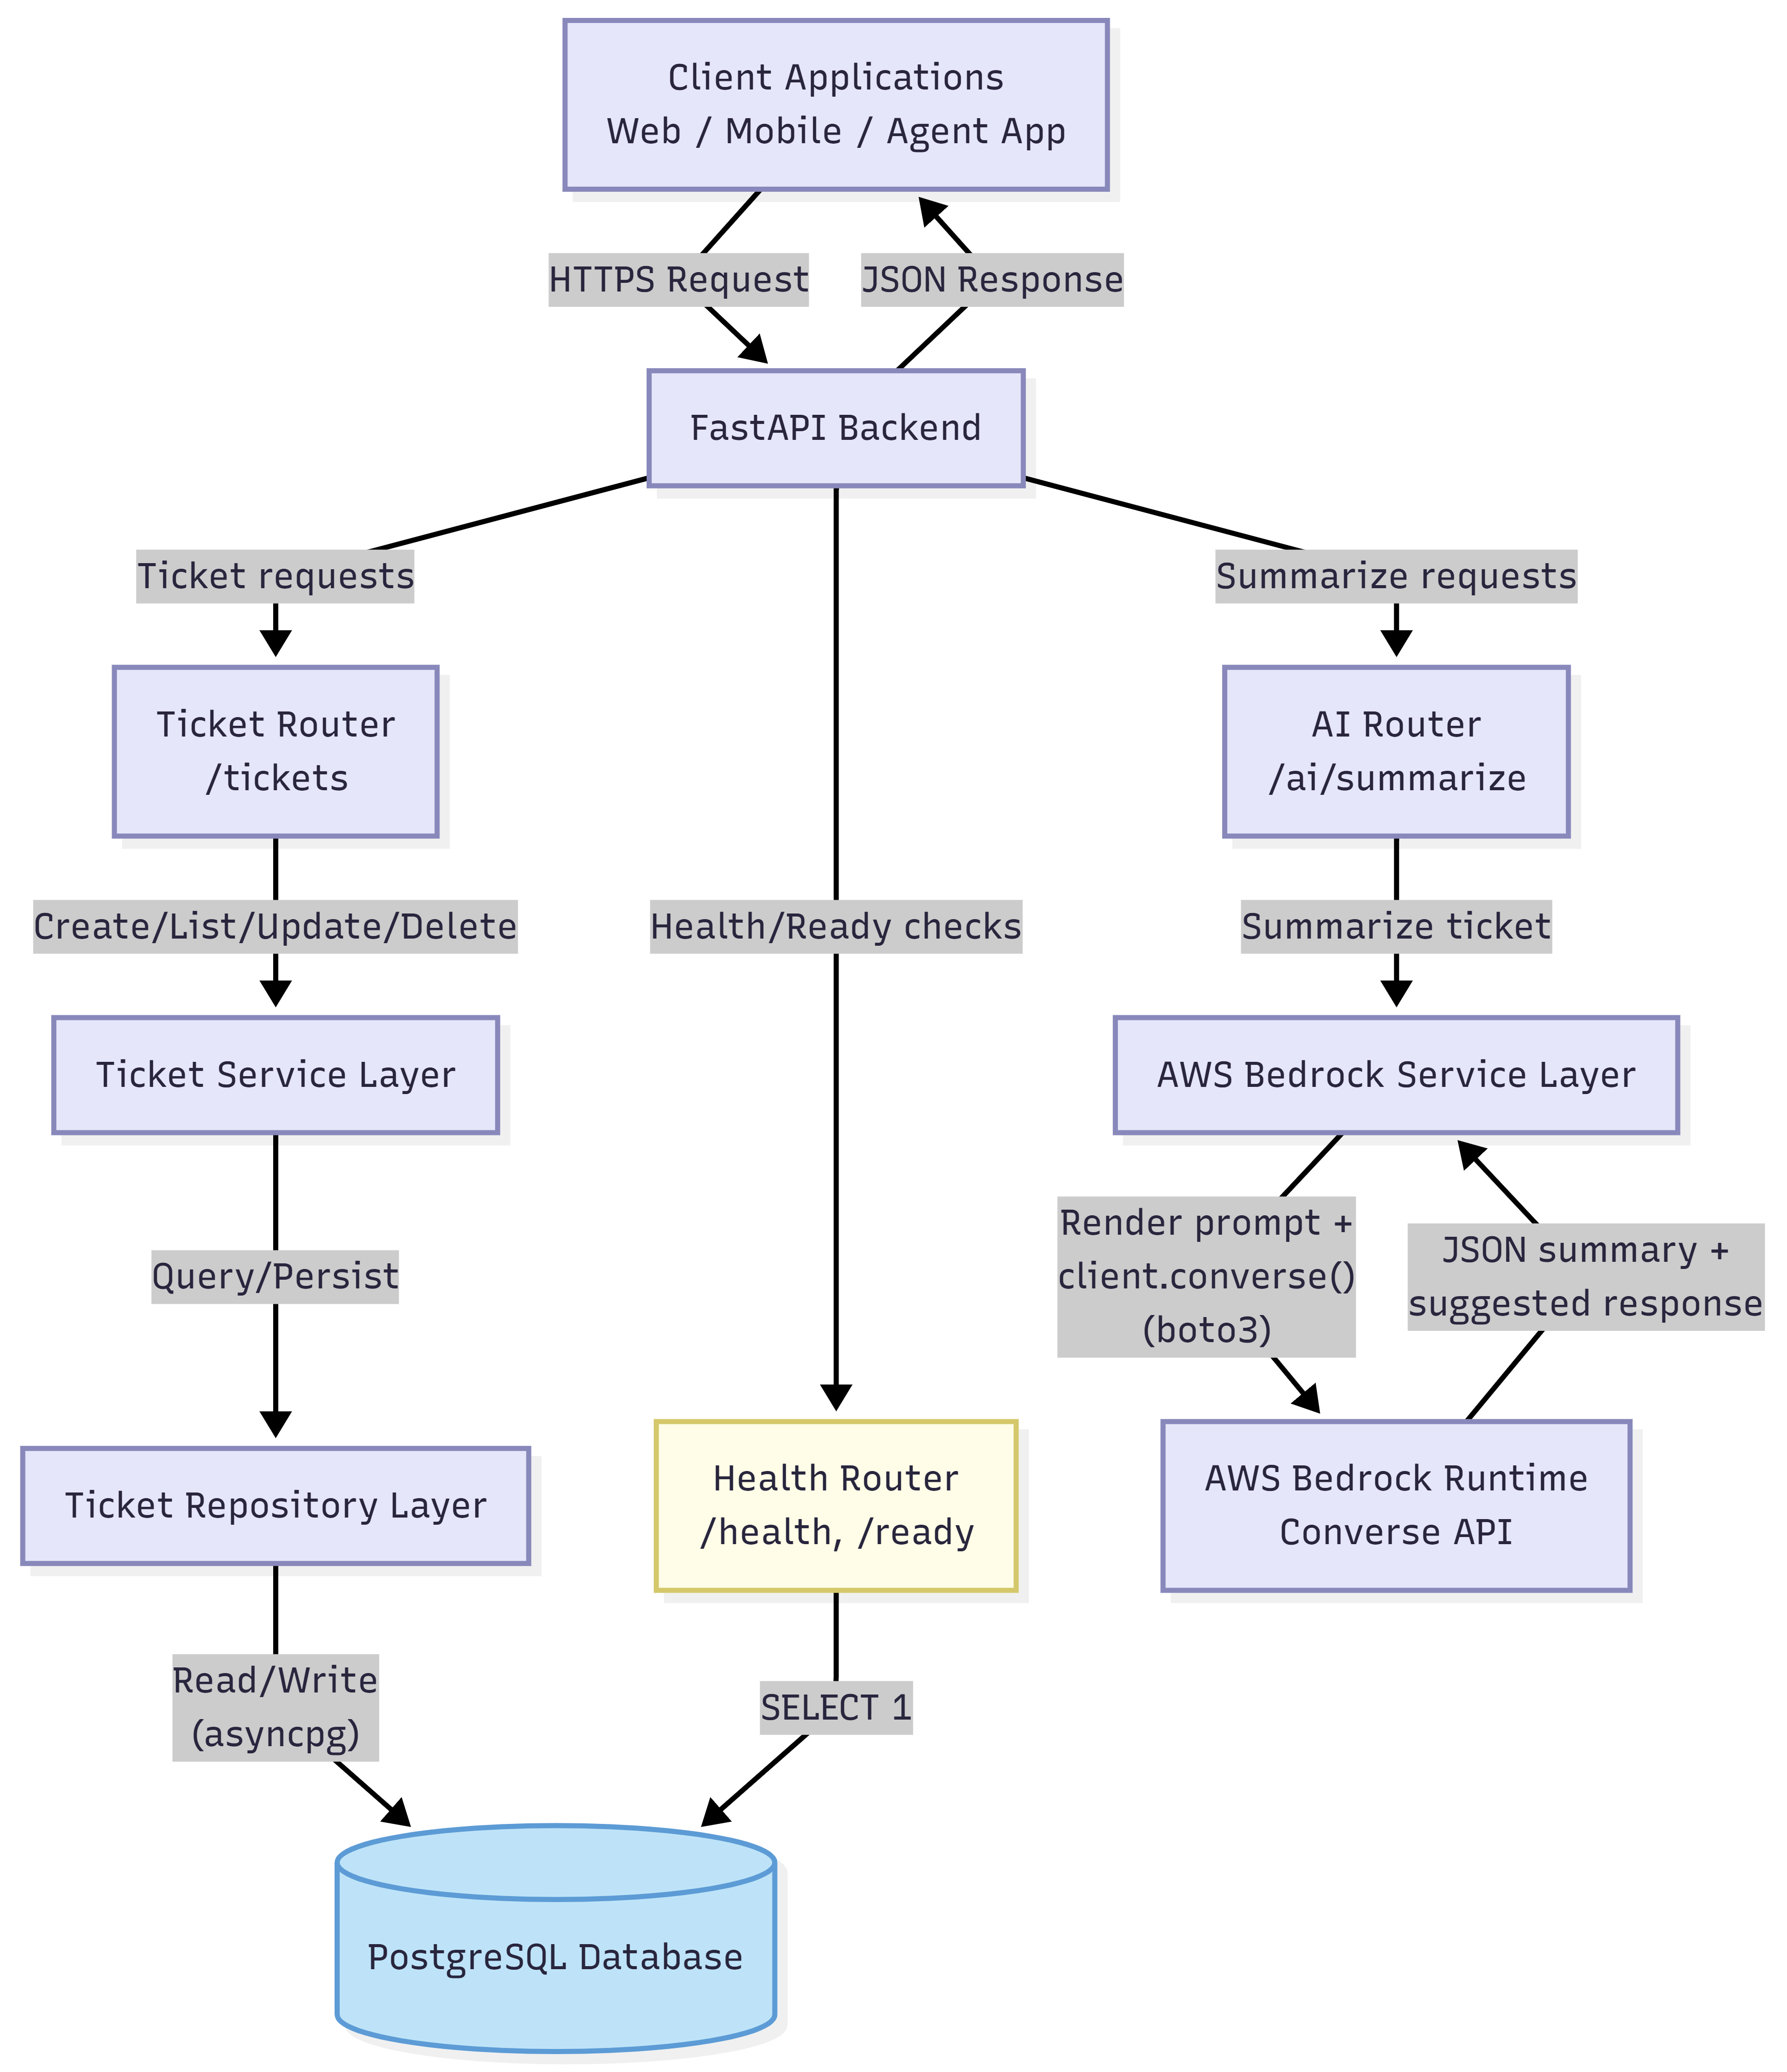 Client Applications
Web / Mobile / Agent App
HTTPS Request
JSON Response
FastAPI Backend
Ticket requests
Summarize requests
Ticket Router
/tickets
AI Router
/ai/summarize
Create/List/Update/Delete
Health/Ready checks
Summarize ticket
Ticket Service Layer
AWS Bedrock Service Layer
Query/Persist
Render prompt +
client.converse()
(boto3)
JSON summary +
suggested response
Ticket Repository Layer
Health Router
/health, /ready
AWS Bedrock Runtime
Converse API
Read/Write
(asyncpg)
SELECT 1
PostgreSQL Database